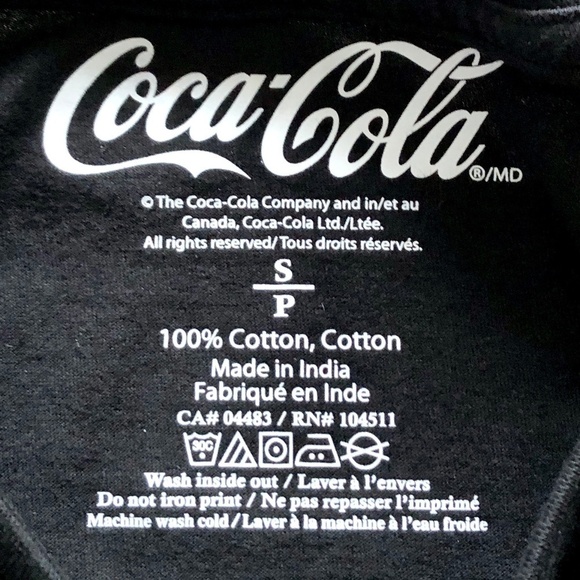 Coca-Cola®/MD
© The Coca-Cola Company and in/et au
Canada, Coca-Cola Ltd./Ltée.
All rights reserved/Tous droits réservés.
S
P
100% Cotton, Cotton
Made in India
Fabriqué en Inde
CA# 04483 / RN# 104511
30C
Wash inside out / Laver à l'envers
Do not iron print / Ne pas repasser l'imprimé
Machine wash cold / Laver à la machine à l'eau froide